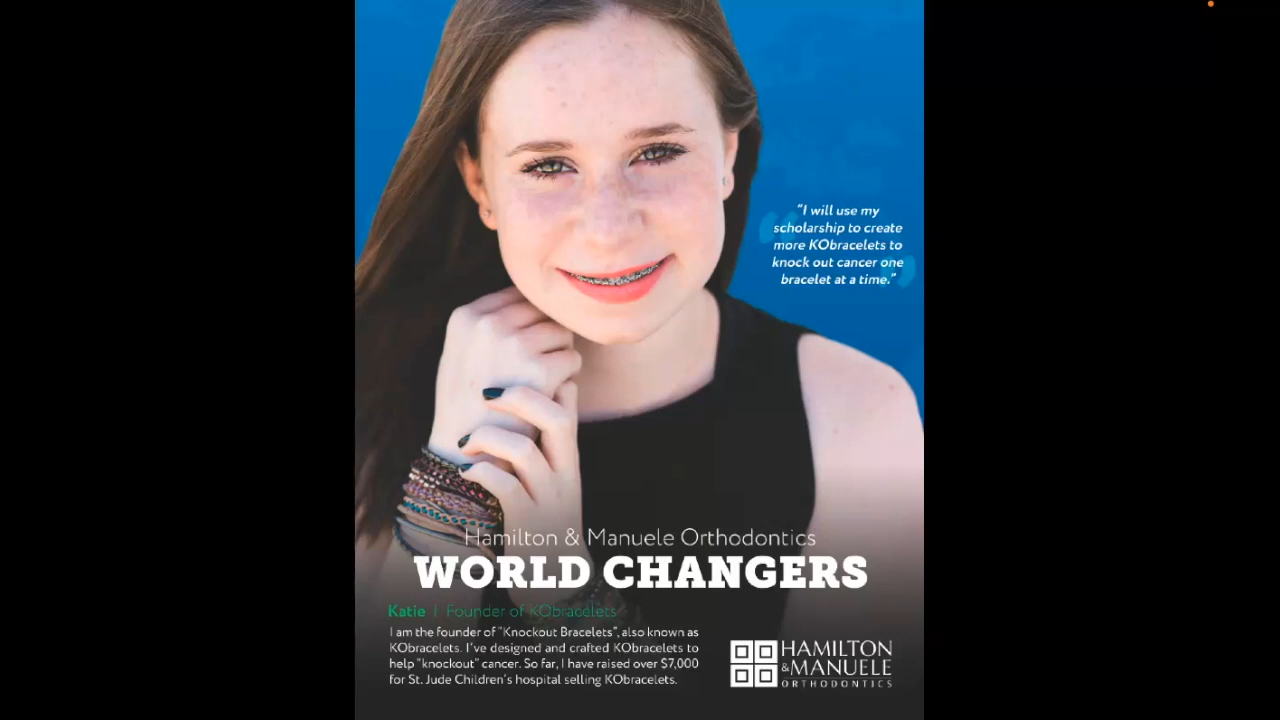 "I will use my
scholarship to create
more KObracelets to
knock out cancer one
bracelet at a time."
Hamilton & Manuele Orthodontics
WORLD CHANGERS
Katie | Founder of KObracelets
I am the founder of "Knockout Bracelets", also known as
KObracelets. I've designed and crafted KObracelets to
help "knockout" cancer. So far, I have raised over $7,000
for St. Jude Children's hospital selling KObracelets.
HAMILTON
&MANUELE
ORTHODONTICS